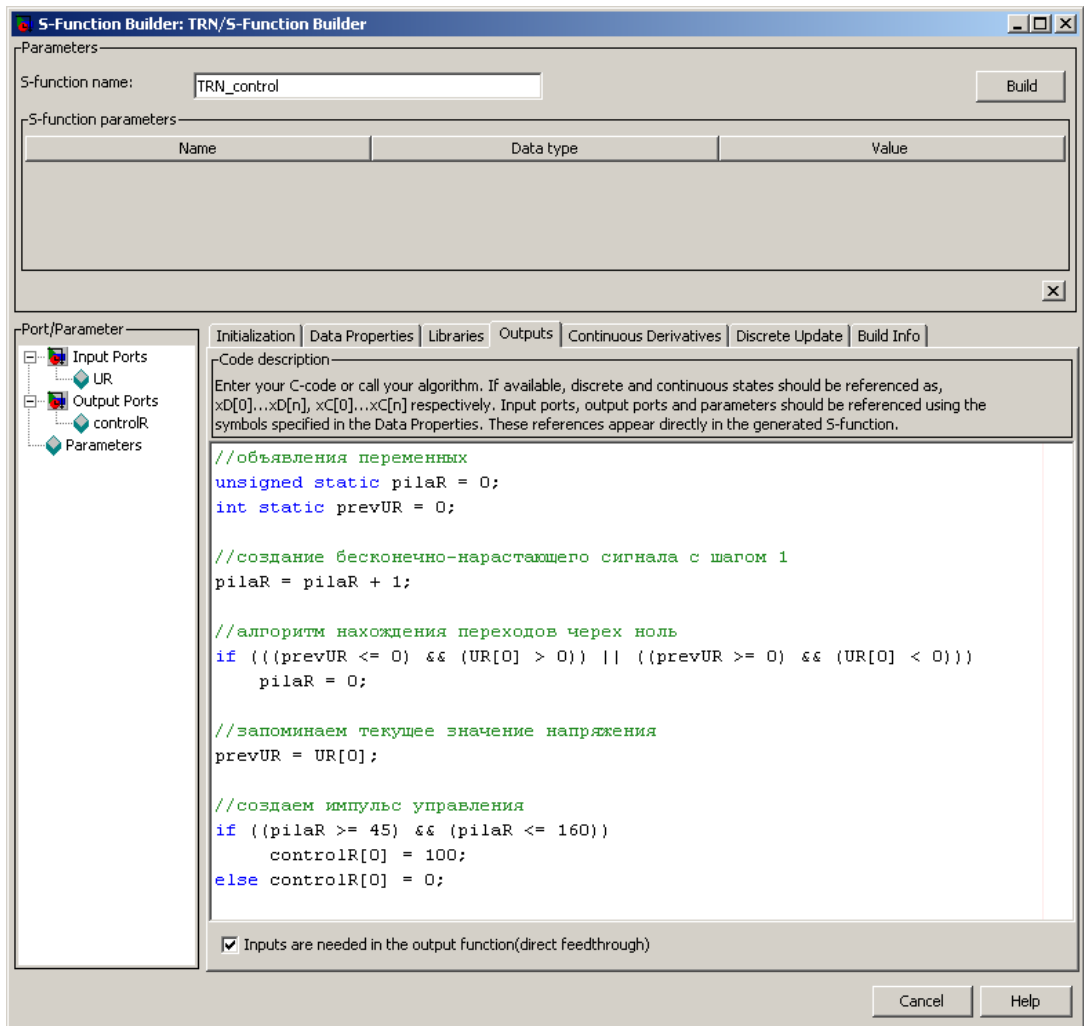 S-Function Builder: TRN/S-Function Builder
Parameters
S-function name:
TRN_control
Build
S-function parameters
Name
Data type
Value
Port/Parameter
Input Ports
UR
Output Ports
controlR
Parameters
Initialization
Data Properties
Libraries
Outputs
Continuous Derivatives
Discrete Update
Build Info
Code description
Enter your C-code or call your algorithm. If available, discrete and continuous states should be referenced as,
xD[0]...xD[n], xC[0]...xC[n] respectively. Input ports, output ports and parameters should be referenced using the
symbols specified in the Data Properties. These references appear directly in the generated S-function.
//объявления переменных
unsigned static pilaR = 0;
int static prevUR = 0;
//создание бесконечно-нарастающего сигнала с шагом 1
pilaR = pilaR + 1;
//алгоритм нахождения переходов черех ноль
if (((prevUR <= 0) && (UR[0] > 0)) || ((prevUR >= 0) && (UR[0] < 0)))
pilaR = 0;
//запоминаем текущее значение напряжения
prevUR = UR[0];
//создаем импульс управления
if ((pilaR >= 45) && (pilaR <= 160))
controlR[0] = 100;
else controlR[0] = 0;
Inputs are needed in the output function(direct feedthrough)
Cancel
Help